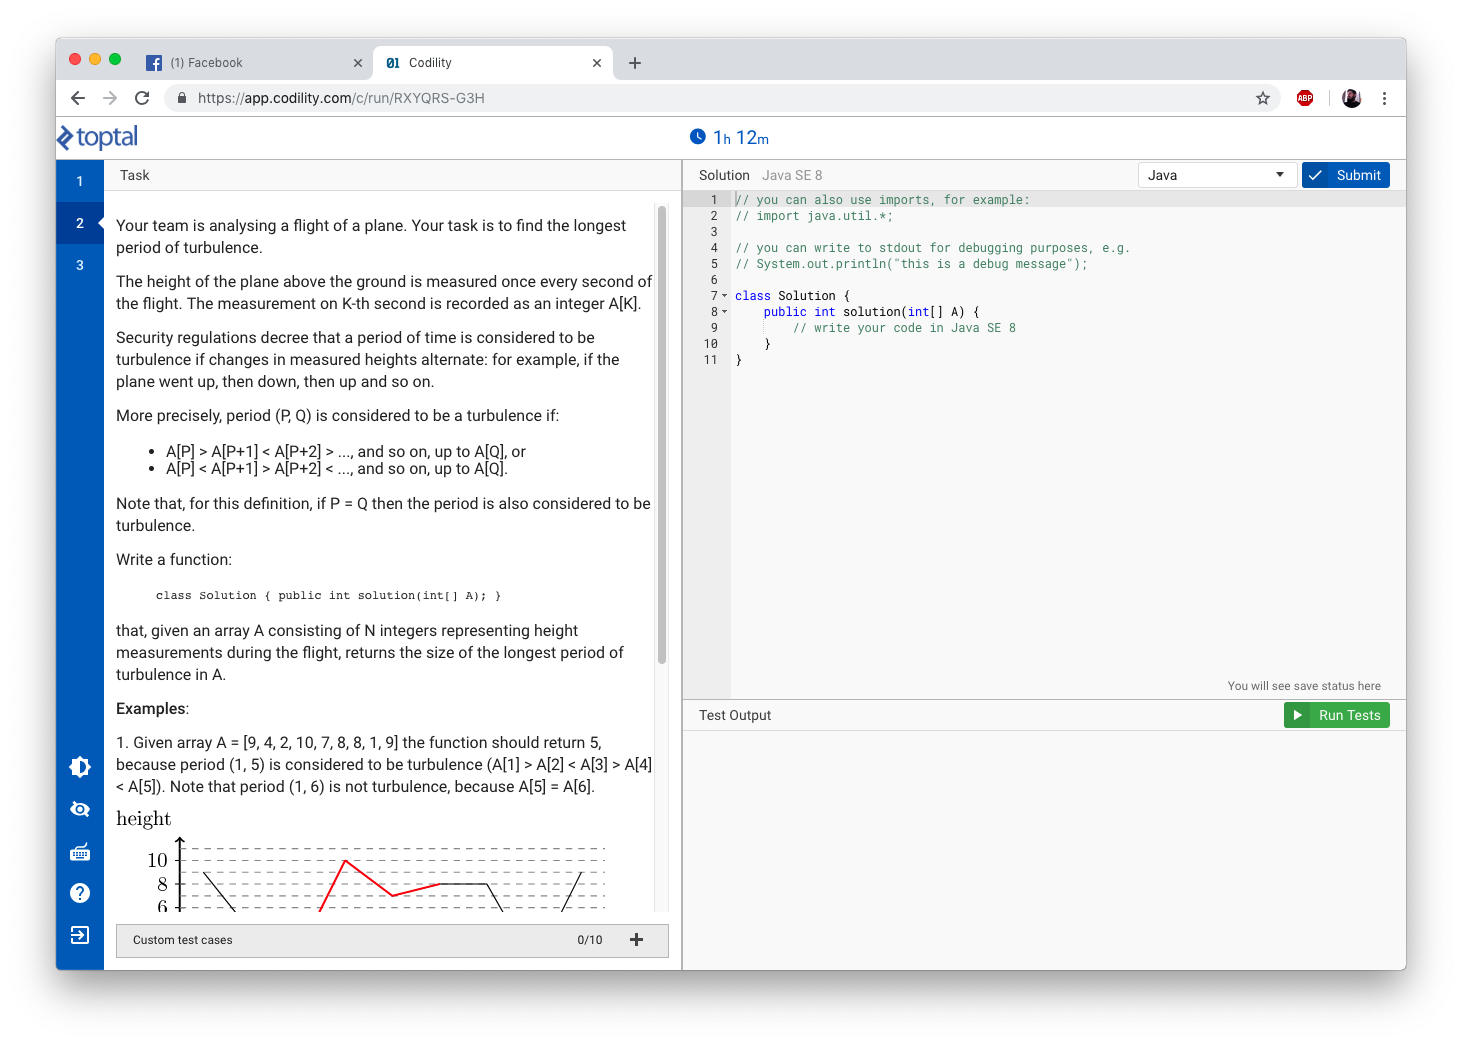 (1) Facebook
Codility
https://app.codility.com/c/run/RXYQRS-G3H
ABP
toptal
1h 12m
1
2
3
Task
Your team is analysing a flight of a plane. Your task is to find the longest
period of turbulence.
The height of the plane above the ground is measured once every second of
the flight. The measurement on K-th second is recorded as an integer A[K].
Security regulations decree that a period of time is considered to be
turbulence if changes in measured heights alternate: for example, if the
plane went up, then down, then up and so on.
More precisely, period (P, Q) is considered to be a turbulence if:
• A[P] > A[P+1] < A[P+2] > ..., and so on, up to A[Q], or
• A[P] < A[P+1] > A[P+2] < ..., and so on, up to A[Q].
Note that, for this definition, if P = Q then the period is also considered to be
turbulence.
Write a function:
class Solution { public int solution(int[] A); }
that, given an array A consisting of N integers representing height
measurements during the flight, returns the size of the longest period of
turbulence in A.
Examples:
1. Given array A = [9, 4, 2, 10, 7, 8, 8, 1, 9] the function should return 5,
because period (1, 5) is considered to be turbulence (A[1] > A[2] < A[3] > A[4]
< A[5]). Note that period (1, 6) is not turbulence, because A[5] = A[6].
height
10
8
6
Custom test cases 0/10
Solution Java SE 8
Java
Submit
1 // you can also use imports, for example:
2 // import java.util.*;
3
4 // you can write to stdout for debugging purposes, e.g.
5 // System.out.println("this is a debug message");
6
7 class Solution {
8 public int solution(int[] A) {
9 // write your code in Java SE 8
10 }
11 }
You will see save status here
Test Output
Run Tests